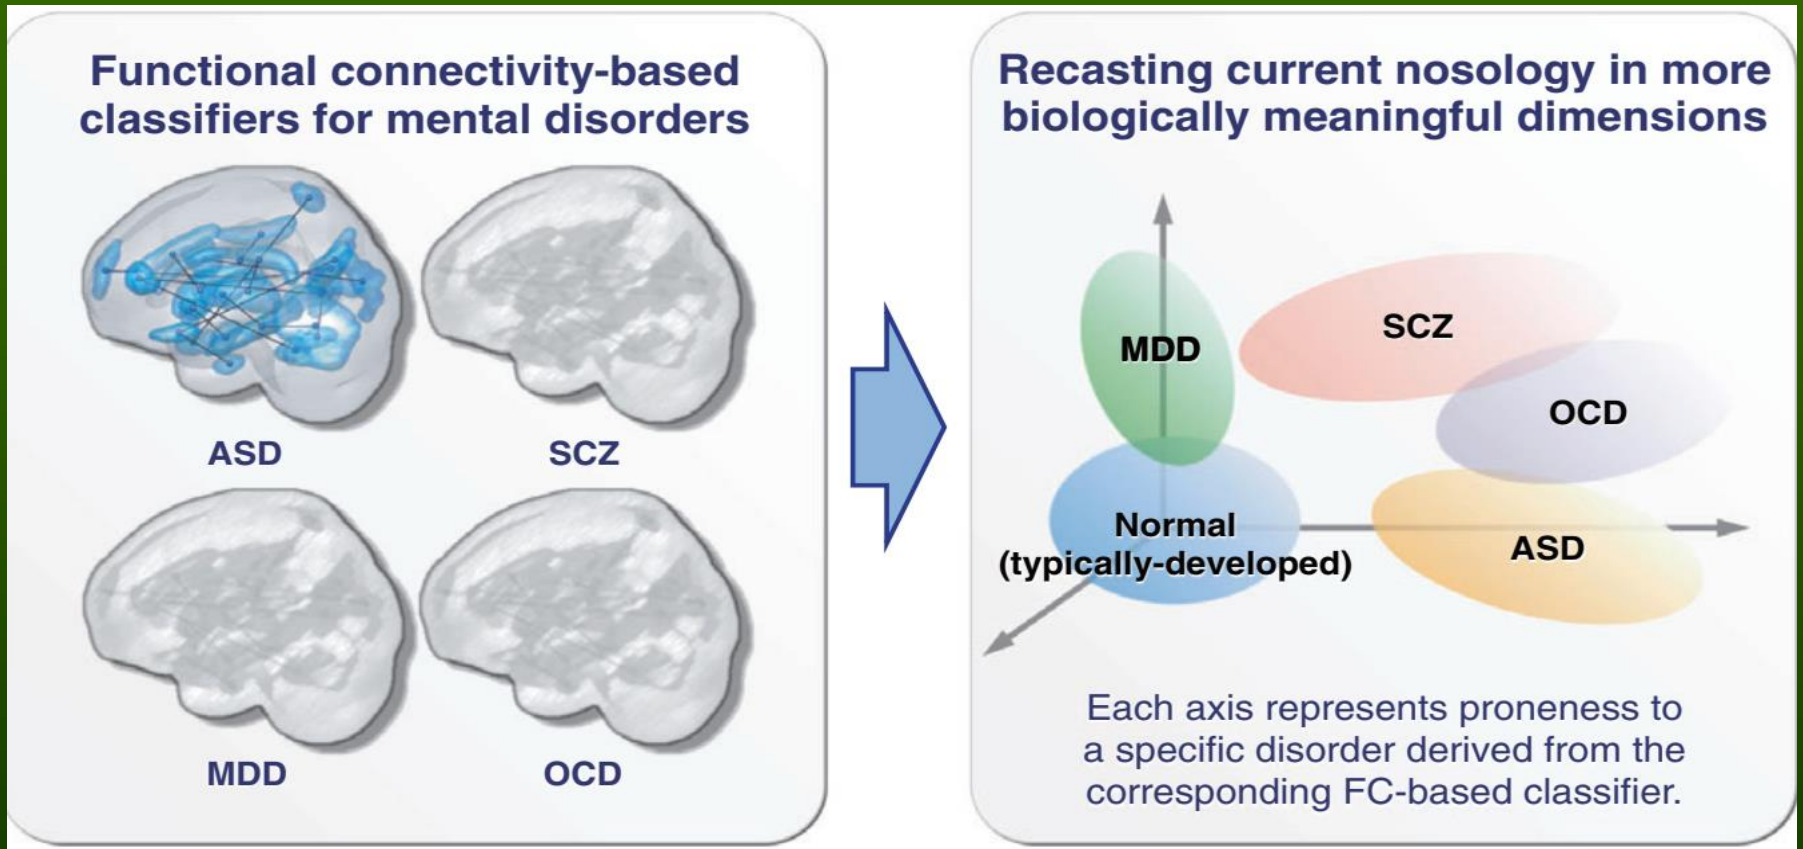 Functional connectivity-based
classifiers for mental disorders
ASD
SCZ
MDD
OCD
Recasting current nosology in more
biologically meaningful dimensions
MDD
SCZ
OCD
Normal
(typically-developed)
ASD
Each axis represents proneness to
a specific disorder derived from the
corresponding FC-based classifier.